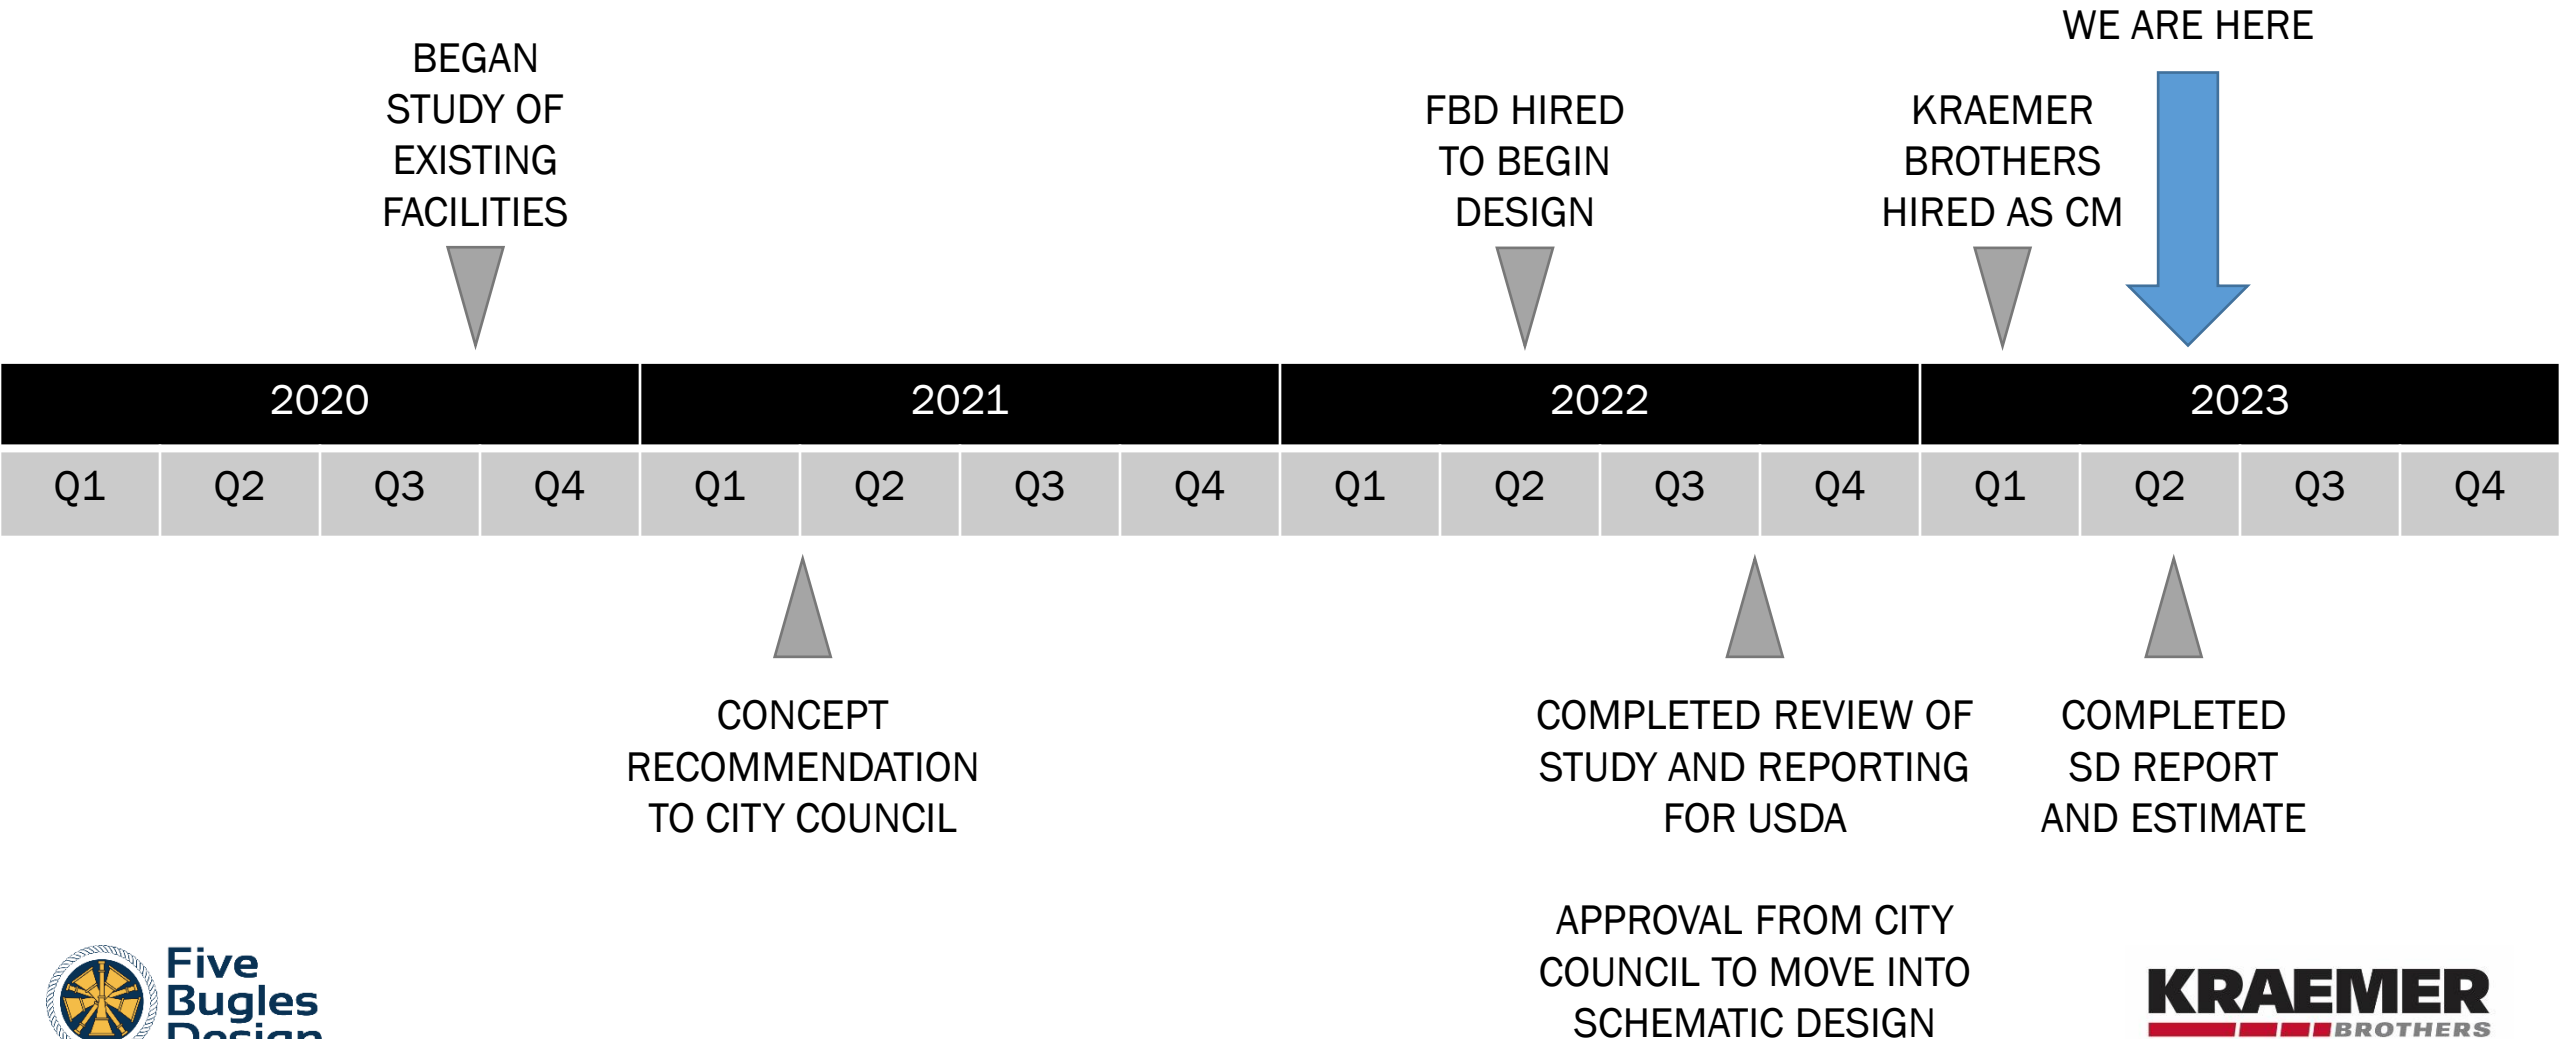 WE ARE HERE
BEGAN
STUDY OF
EXISTING
FACILITIES
FBD HIRED
TO BEGIN
DESIGN
KRAEMER
BROTHERS
HIRED AS CM
2020 2021 2022 2023
Q1 Q2 Q3 Q4 Q1 Q2 Q3 Q4 Q1 Q2 Q3 Q4 Q1 Q2 Q3 Q4
CONCEPT
RECOMMENDATION
TO CITY COUNCIL
COMPLETED REVIEW OF
STUDY AND REPORTING
FOR USDA
APPROVAL FROM CITY
COUNCIL TO MOVE INTO
SCHEMATIC DESIGN
COMPLETED
SD REPORT
AND ESTIMATE
Five
Bugles
Design
KRAEMER
BROTHERS